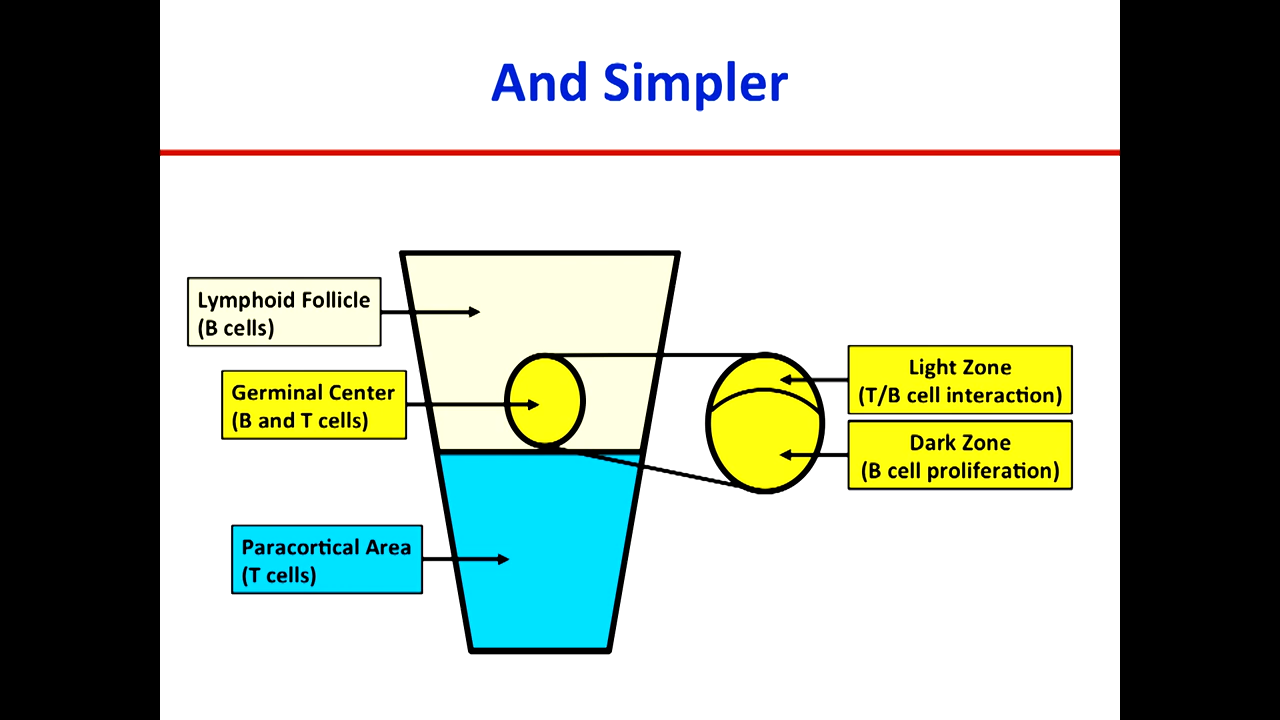 And Simpler
Lymphoid Follicle
(B cells)
Germinal Center
(B and T cells)
Paracortical Area
(T cells)
Light Zone
(T/B cell interaction)
Dark Zone
(B cell proliferation)